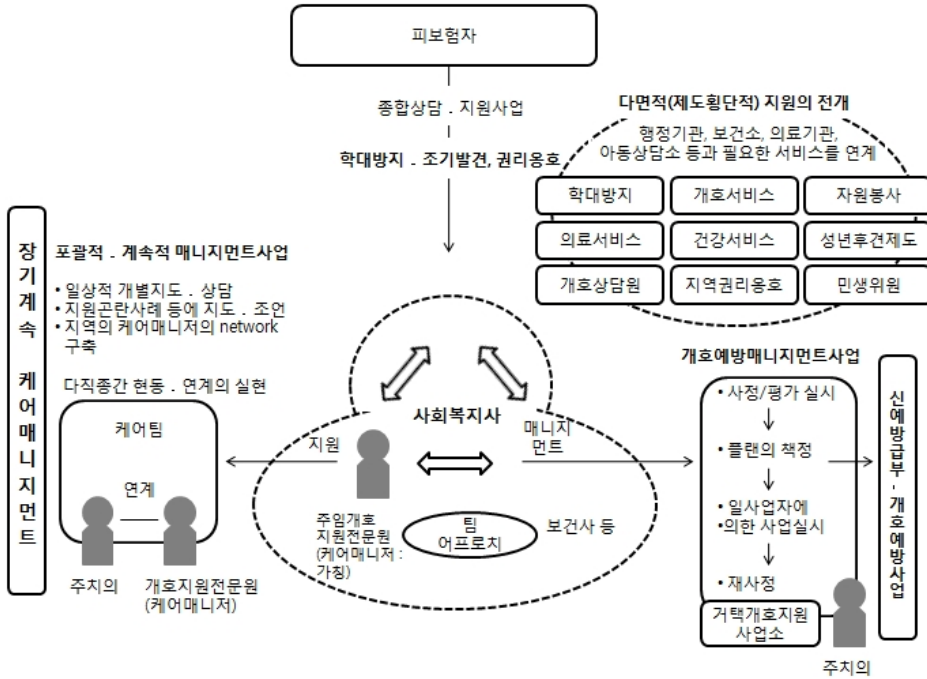 피보험자
종합상담 . 지원사업
학대방지 . 조기발견, 권리옹호
다면적(제도횡단적) 지원의 전개
행정기관, 보건소, 의료기관,
아동상담소 등과 필요한 서비스를 연계
학대방지
개호서비스
자원봉사
의료서비스
건강서비스
성년후견제도
개호상담원
지역권리옹호
민생위원
장기계속 케어매니지먼트
포괄적 . 계속적 매니지먼트사업
• 일상적 개별지도 . 상담
• 지원곤란사례 등에 지도 . 조언
• 지역의 케어매니저의 network
구축
다직종간 현동 . 연계의 실현
케어팀
연계
주치의
개호지원전문원
(케어매니저)
지원
사회복지사
매니지
먼트
주임개호
지원전문원
(케어매니저 :
가칭)
팀
어프로치
보건사 등
개호예방매니지먼트사업
• 사정/평가 실시
• 플랜의 책정
• 일사업자에
• 의한 사업실시
• 재사정
거택개호지원
사업소
주치의
신예방급부 - 개호예방사업